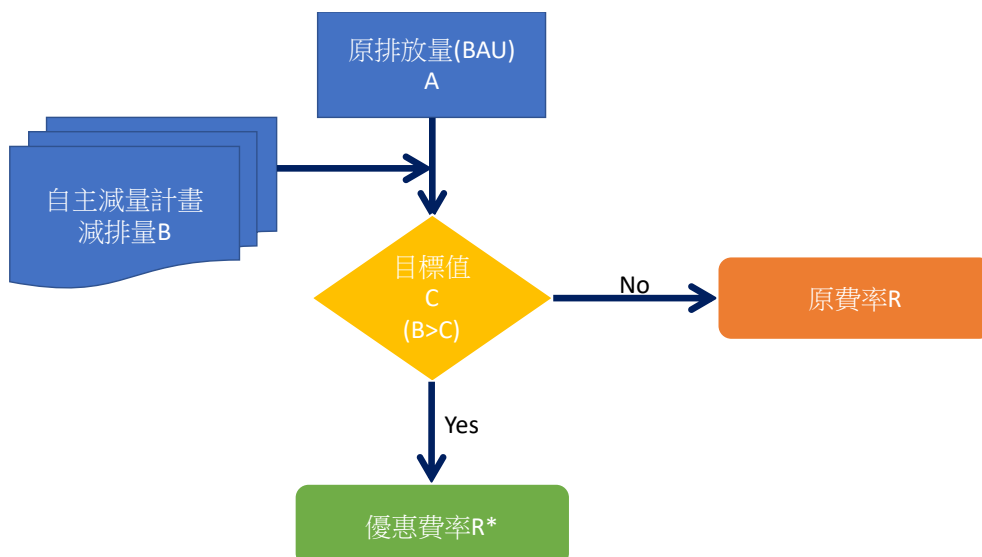 原排放量(BAU)
A
自主減量計畫
減排量B
目標值
C
(B>C)
No
原費率R
Yes
優惠費率R*